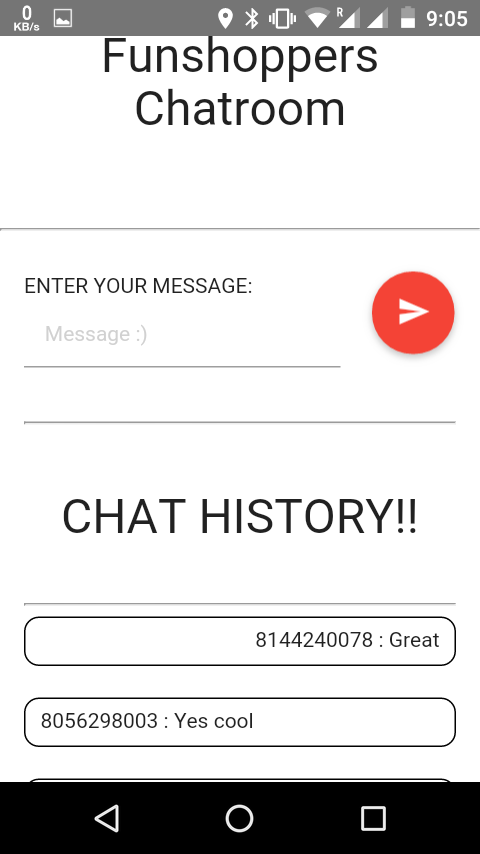 0
KB/s
R
9:05
Funshoppers
Chatroom
ENTER YOUR MESSAGE:
Message :)
CHAT HISTORY!!
8144240078 : Great
8056298003 : Yes cool